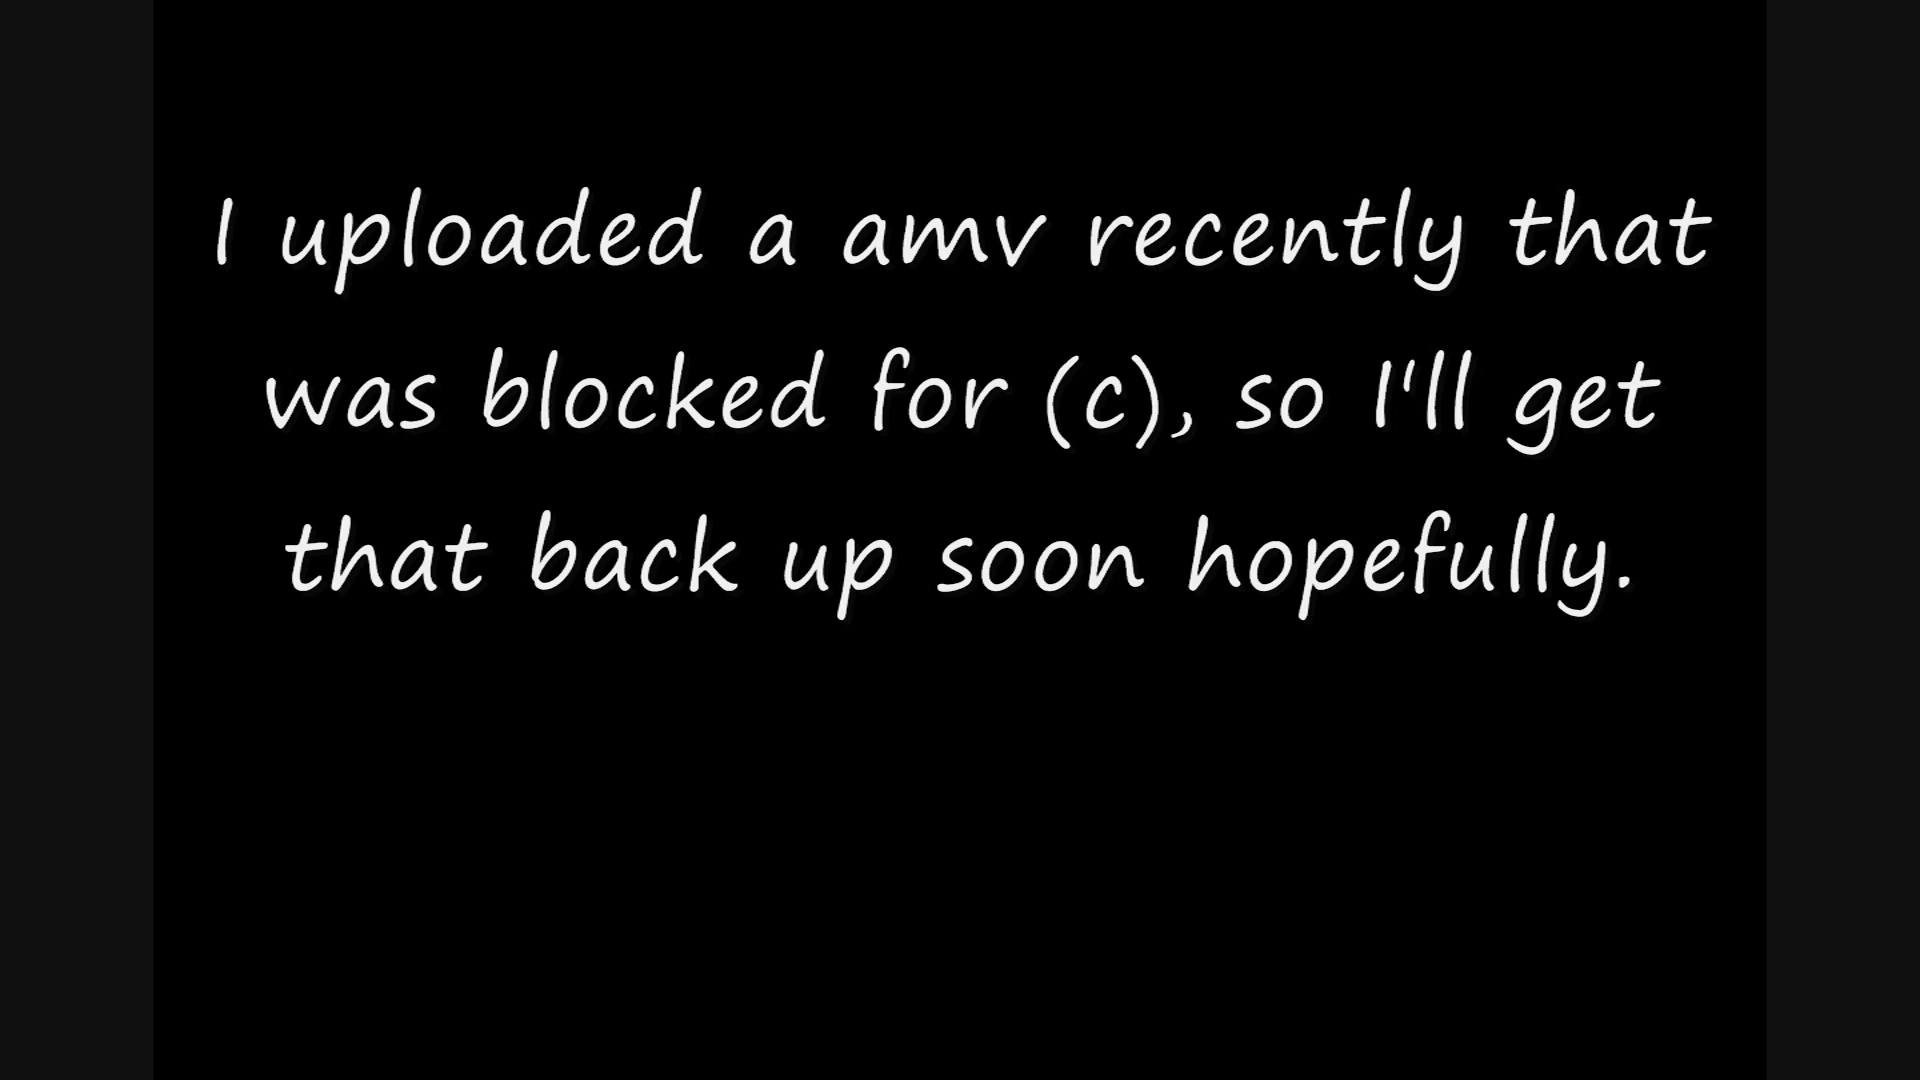 I uploaded a amv recently that
was blocked for (c), so I'll get
that back up soon hopefully.